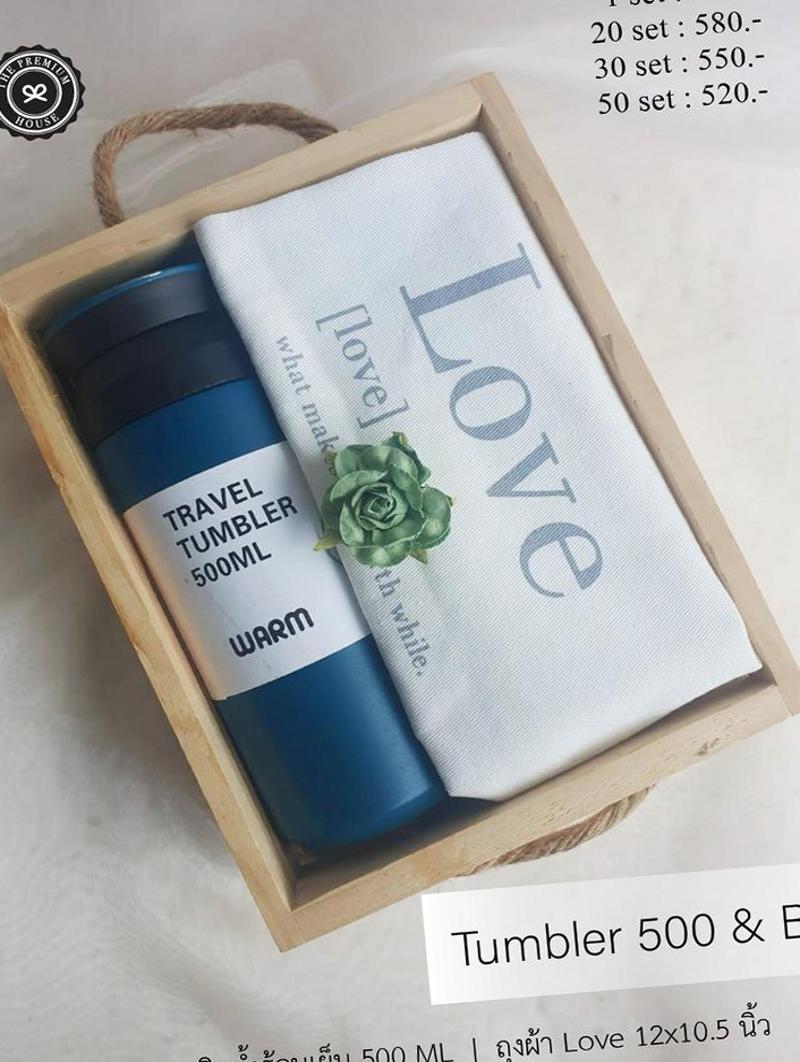 20 set : 580.-
30 set : 550.-
50 set : 520.-
THE PREMIUM
HOUSE
Love
[love]
what
th while.
TRAVEL
TUMBLER
500ML
WARM
Tumbler 500 &
500 ML | ถุงผ้า Love 12x10.5 นิ้ว